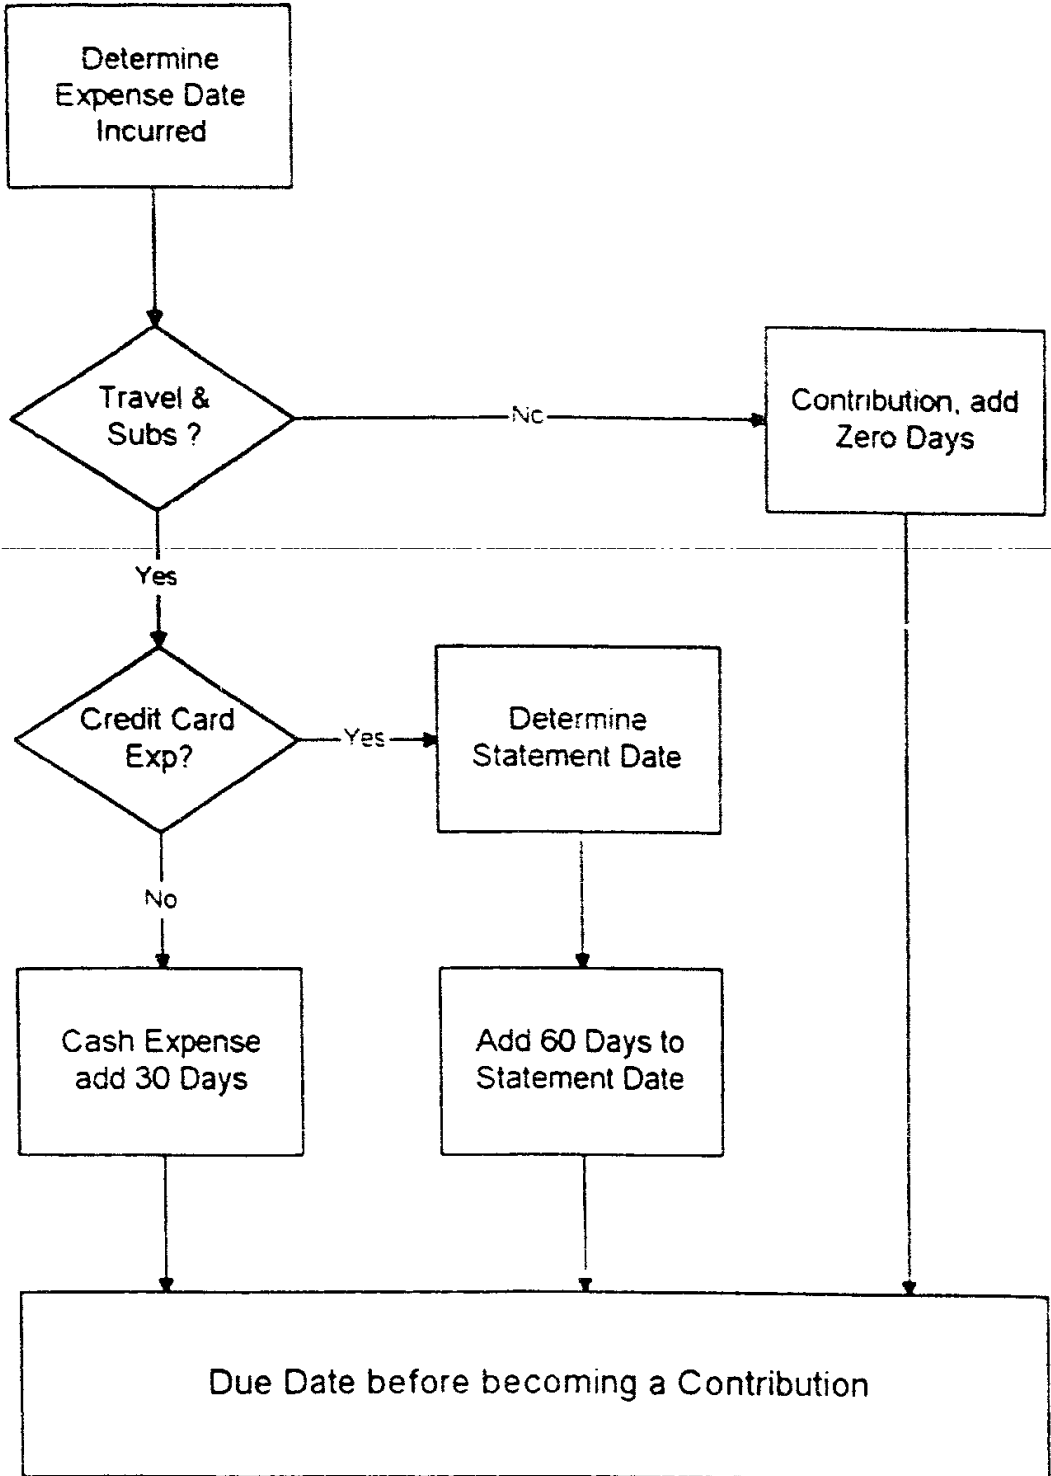 Determine
Expense Date
Incurred
Travel &
Subs ?
No
Contribution, add
Zero Days
Yes
Credit Card
Exp?
Yes
Determine
Statement Date
No
Cash Expense
add 30 Days
Add 60 Days to
Statement Date
Due Date before becoming a Contribution